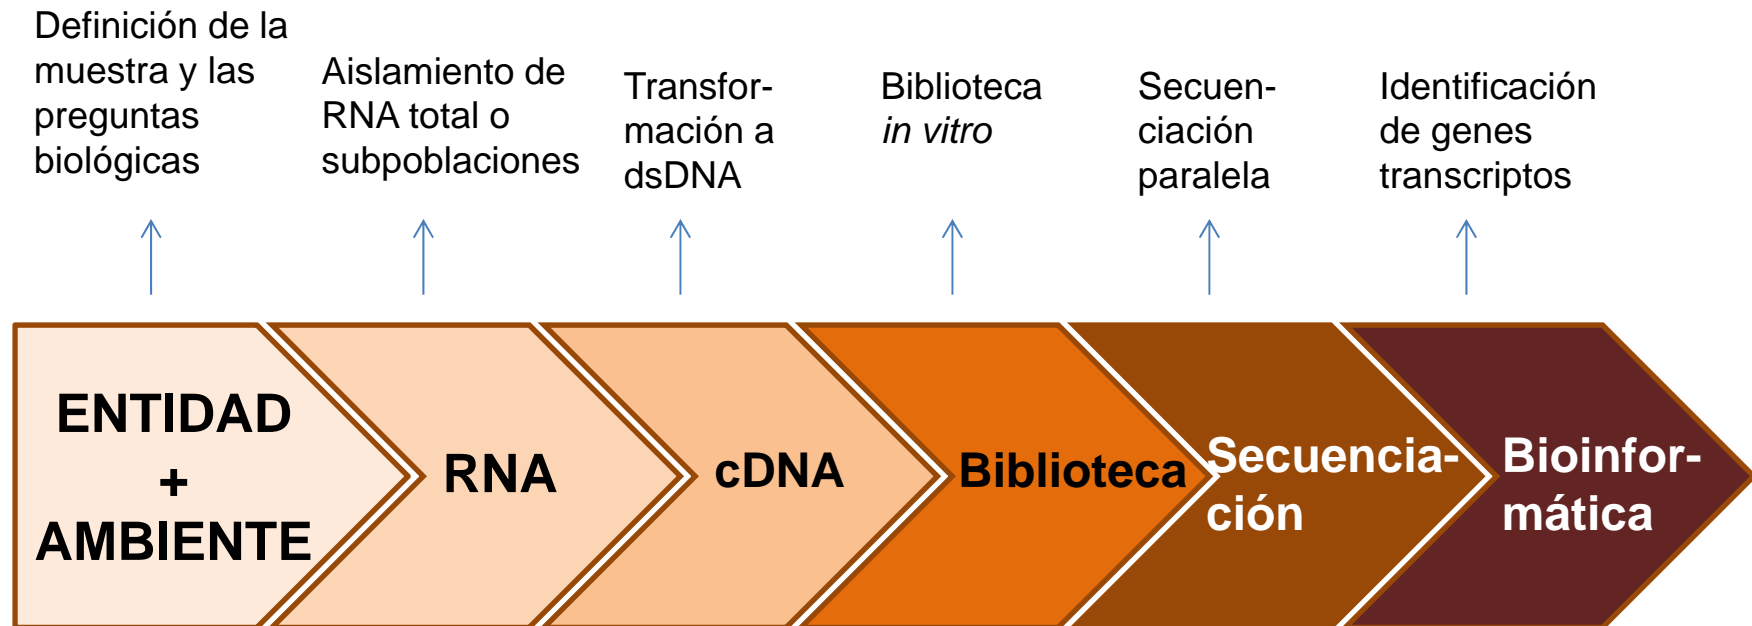 Definición de la
muestra y las
preguntas
biológicas
Aislamiento de
RNA total o
subpoblaciones
Transfor-
mación a
dsDNA
Biblioteca
in vitro
Secuen-
ciación
paralela
Identificación
de genes
transcriptos
ENTIDAD
+
AMBIENTE
RNA
cDNA
Biblioteca
Secuencia-
ción
Bioinfor-
mática